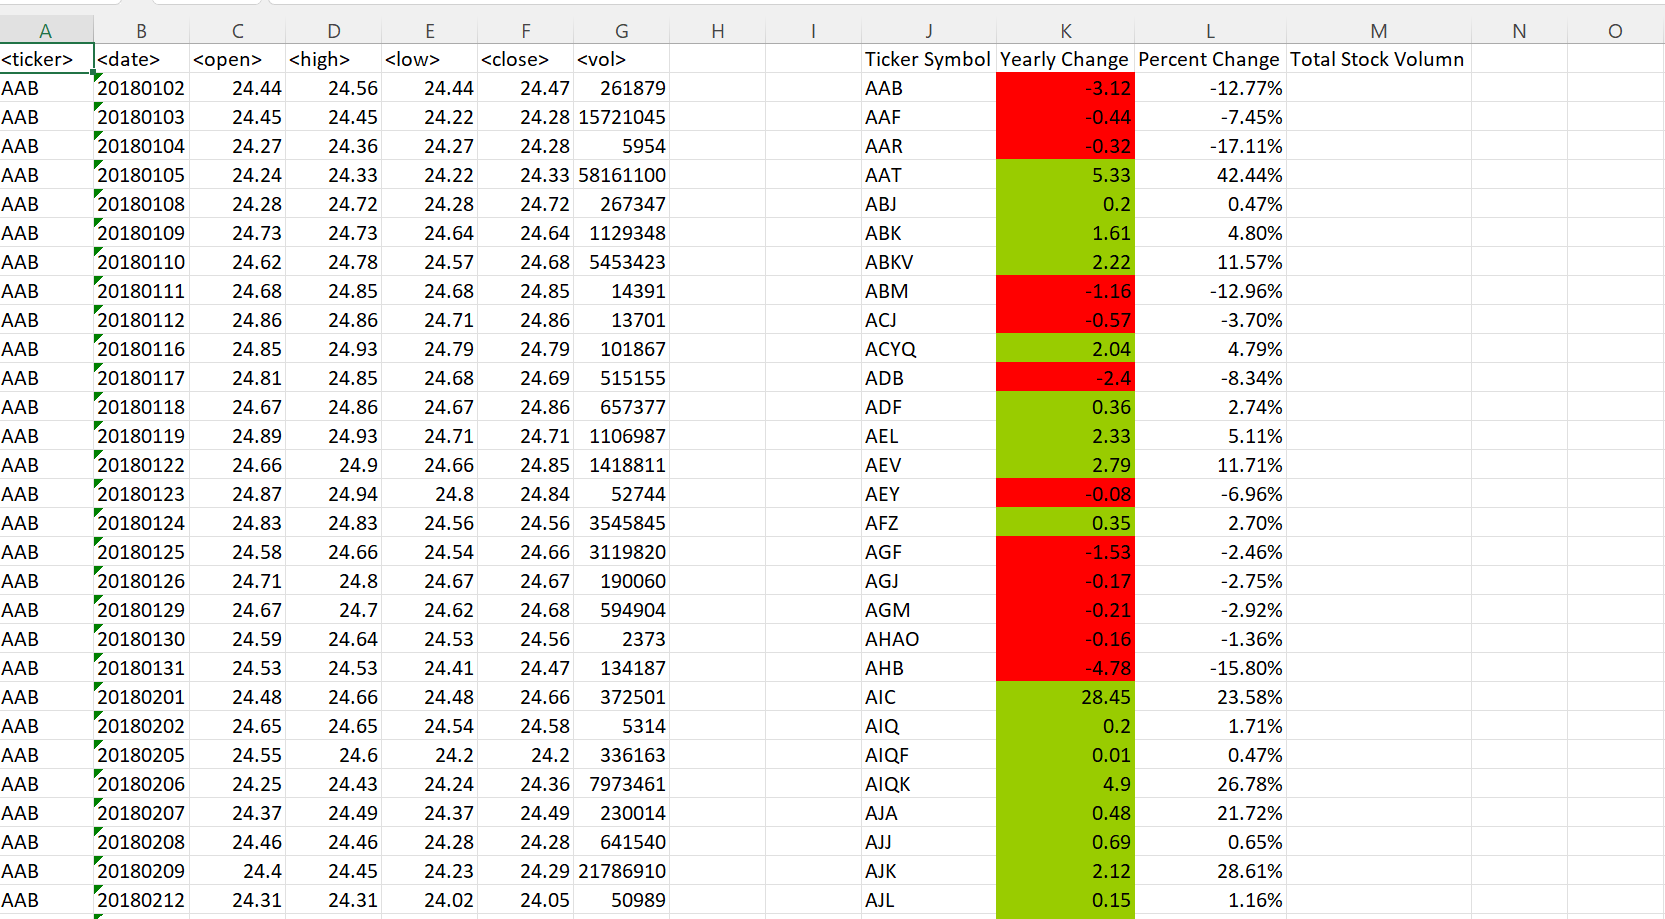 A B C D E F G H I J K L M N O
<ticker> <date> <open> <high> <low> <close> <vol> Ticker Symbol Yearly Change Percent Change Total Stock Volumn
AAB 20180102 24.44 24.56 24.44 24.47 261879 AAB -3.12 -12.77%
AAB 20180103 24.45 24.45 24.22 24.28 15721045 AAF -0.44 -7.45%
AAB 20180104 24.27 24.36 24.27 24.28 5954 AAR -0.32 -17.11%
AAB 20180105 24.24 24.33 24.22 24.33 58161100 AAT 5.33 42.44%
AAB 20180108 24.28 24.72 24.28 24.72 267347 ABJ 0.2 0.47%
AAB 20180109 24.73 24.73 24.64 24.64 1129348 ABK 1.61 4.80%
AAB 20180110 24.62 24.78 24.57 24.68 5453423 ABKV 2.22 11.57%
AAB 20180111 24.68 24.85 24.68 24.85 14391 ABM -1.16 -12.96%
AAB 20180112 24.86 24.86 24.71 24.86 13701 ACJ -0.57 -3.70%
AAB 20180116 24.85 24.93 24.79 24.79 101867 ACYQ 2.04 4.79%
AAB 20180117 24.81 24.85 24.68 24.69 515155 ADB -2.4 -8.34%
AAB 20180118 24.67 24.86 24.67 24.86 657377 ADF 0.36 2.74%
AAB 20180119 24.89 24.93 24.71 24.71 1106987 AEL 2.33 5.11%
AAB 20180122 24.66 24.9 24.66 24.85 1418811 AEV 2.79 11.71%
AAB 20180123 24.87 24.94 24.8 24.84 52744 AEY -0.08 -6.96%
AAB 20180124 24.83 24.83 24.56 24.56 3545845 AFZ 0.35 2.70%
AAB 20180125 24.58 24.66 24.54 24.66 3119820 AGF -1.53 -2.46%
AAB 20180126 24.71 24.8 24.67 24.67 190060 AGJ -0.17 -2.75%
AAB 20180129 24.67 24.7 24.62 24.68 594904 AGM -0.21 -2.92%
AAB 20180130 24.59 24.64 24.53 24.56 2373 AHAO -0.16 -1.36%
AAB 20180131 24.53 24.53 24.41 24.47 134187 AHB -4.78 -15.80%
AAB 20180201 24.48 24.66 24.48 24.66 372501 AIC 28.45 23.58%
AAB 20180202 24.65 24.65 24.54 24.58 5314 AIQ 0.2 1.71%
AAB 20180205 24.55 24.6 24.2 24.2 336163 AIQF 0.01 0.47%
AAB 20180206 24.25 24.43 24.24 24.36 7973461 AIQK 4.9 26.78%
AAB 20180207 24.37 24.49 24.37 24.49 230014 AJA 0.48 21.72%
AAB 20180208 24.46 24.46 24.28 24.28 641540 AJJ 0.69 0.65%
AAB 20180209 24.4 24.45 24.23 24.29 21786910 AJK 2.12 28.61%
AAB 20180212 24.31 24.31 24.02 24.05 50989 AJL 0.15 1.16%